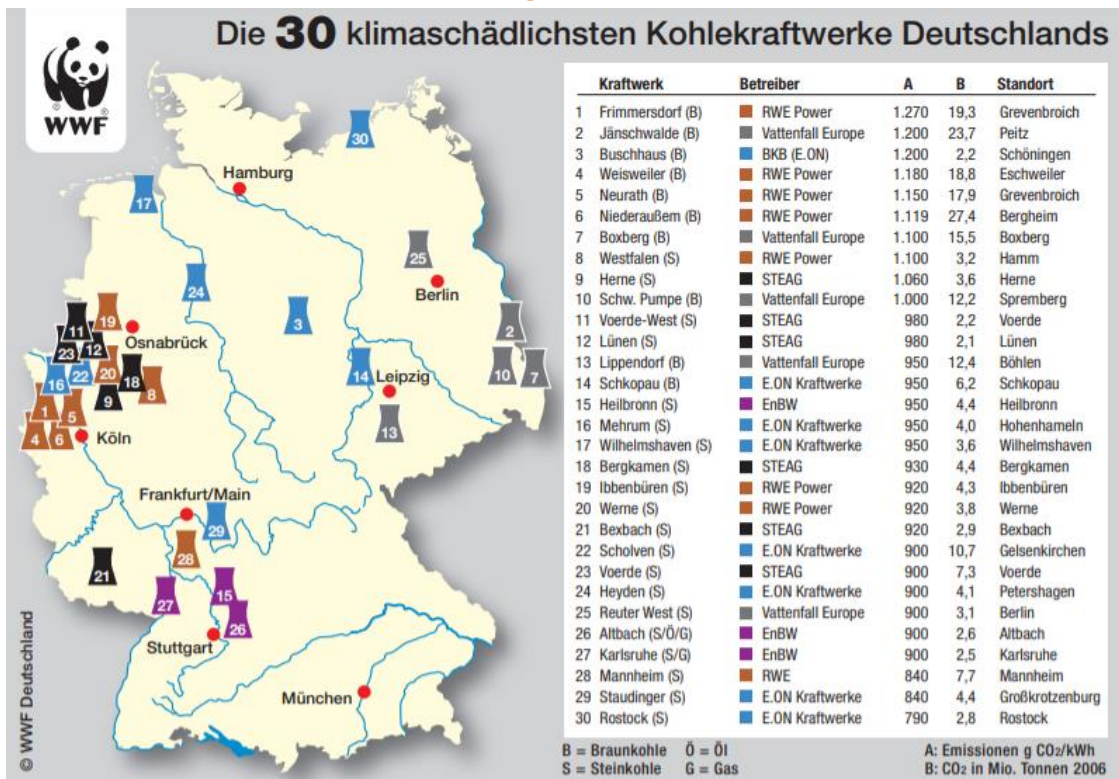 Die 30 klimaschädlichsten Kohlekraftwerke Deutschlands
® ®
WWF
Kraftwerk Betreiber A B Standort
1 Frimmersdorf (B) RWE Power 1.270 19,3 Grevenbroich
2 Jänschwalde (B) Vattenfall Europe 1.200 23,7 Peitz
3 Buschhaus (B) BKB (E.ON) 1.200 2,2 Schöningen
4 Weisweiler (B) RWE Power 1.180 18,8 Eschweiler
5 Neurath (B) RWE Power 1.150 17,9 Grevenbroich
6 Niederaußem (B) RWE Power 1.119 27,4 Bergheim
7 Boxberg (B) Vattenfall Europe 1.100 15,5 Boxberg
8 Westfalen (S) RWE Power 1.100 3,2 Hamm
9 Herne (S) STEAG 1.060 3,6 Herne
10 Schw. Pumpe (B) Vattenfall Europe 1.000 12,2 Spremberg
11 Voerde-West (S) STEAG 980 2,2 Voerde
12 Lünen (S) STEAG 980 2,1 Lünen
13 Lippendorf (B) Vattenfall Europe 950 12,4 Böhlen
14 Schkopau (B) E.ON Kraftwerke 950 6,2 Schkopau
15 Heilbronn (S) EnBW 950 4,4 Heilbronn
16 Mehrum (S) E.ON Kraftwerke 950 4,0 Hohenhameln
17 Wilhelmshaven (S) E.ON Kraftwerke 950 3,6 Wilhelmshaven
18 Bergkamen (S) STEAG 930 4,4 Bergkamen
19 Ibbenbüren (S) RWE Power 920 4,3 Ibbenbüren
20 Werne (S) RWE Power 920 3,8 Werne
21 Bexbach (S) STEAG 920 2,9 Bexbach
22 Scholven (S) E.ON Kraftwerke 900 10,7 Gelsenkirchen
23 Voerde (S) STEAG 900 7,3 Voerde
24 Heyden (S) E.ON Kraftwerke 900 4,1 Petershagen
25 Reuter West (S) Vattenfall Europe 900 3,1 Berlin
26 Altbach (S/Ö/G) EnBW 900 2,6 Altbach
27 Karlsruhe (S/G) EnBW 900 2,5 Karlsruhe
28 Mannheim (S) RWE 840 7,7 Mannheim
29 Staudinger (S) E.ON Kraftwerke 840 4,4 Großkrotzenburg
30 Rostock (S) E.ON Kraftwerke 790 2,8 Rostock
B = Braunkohle Ö = Öl
S = Steinkohle G = Gas
A: Emissionen g CO2/kWh
B: CO2 in Mio. Tonnen 2006
30
Hamburg
17
25
Berlin
24
3
19
11
Osnabrück
12
23
2
14
Leipzig
10
7
16
22
20
18
8
9
1
5
4
6
Köln
13
Frankfurt/Main
29
28
21
15
27
26
Stuttgart
München
© WWF Deutschland